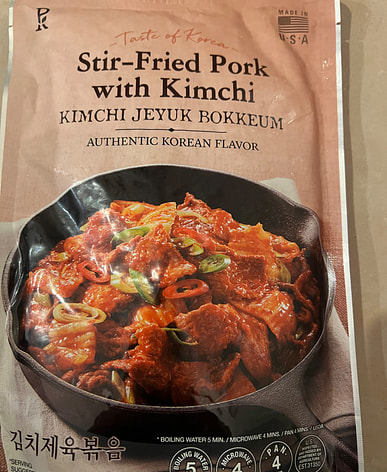 PK
Taste of Korea
MADE IN
U★S★A
Stir-Fried Pork
with Kimchi
KIMCHI JEYUK BOKKEUM
AUTHENTIC KOREAN FLAVOR
* BOILING WATER 5 MIN. / MICROWAVE 4 MINS. / PAN 4 MINS.
김치제육볶음
SERVING
BOILING WATER
5
MICROWAVE
4
PAN
4